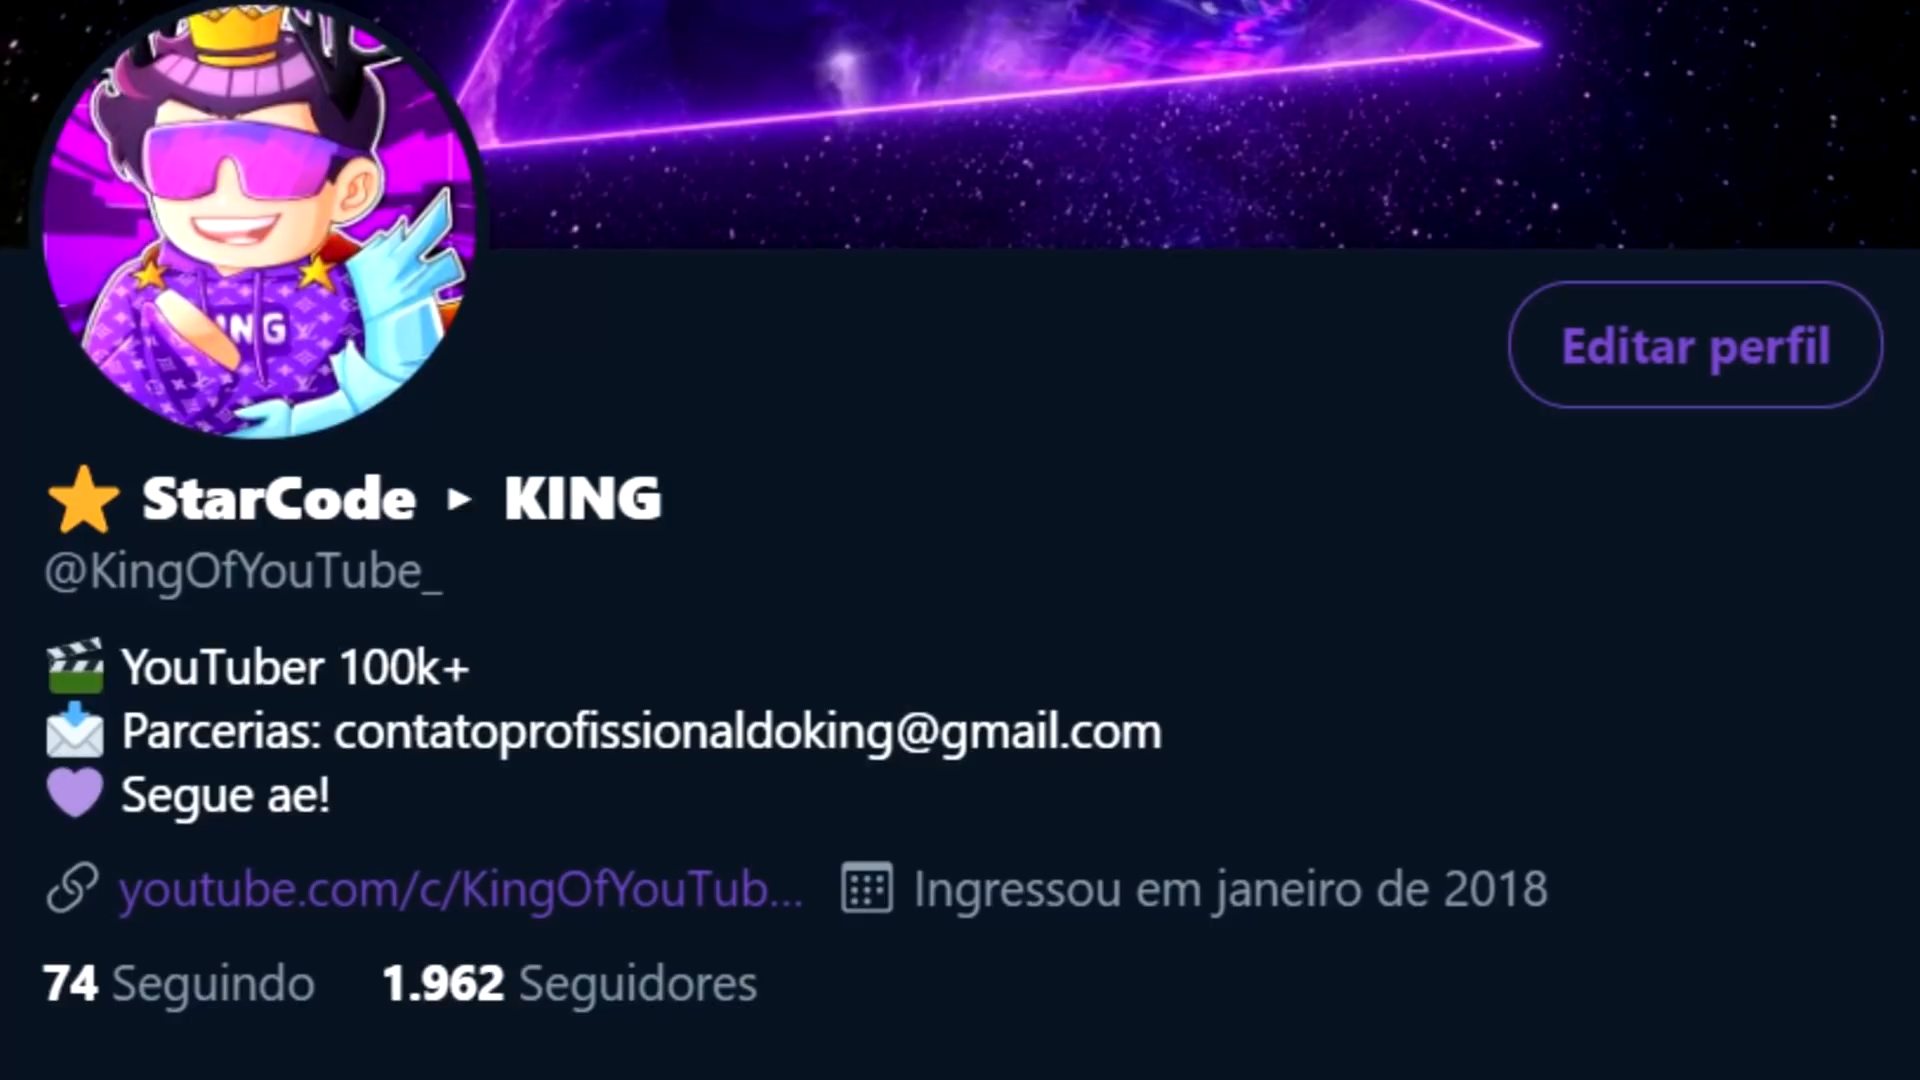 ING
Editar perfil
⭐ StarCode ▸ KING
@KingOfYouTube_
🎬 YouTuber 100k+
📩 Parcerias: contatoprofissionaldoking@gmail.com
💜 Segue ae!
youtube.com/c/KingOfYouTub... Ingressou em janeiro de 2018
74 Seguindo 1.962 Seguidores